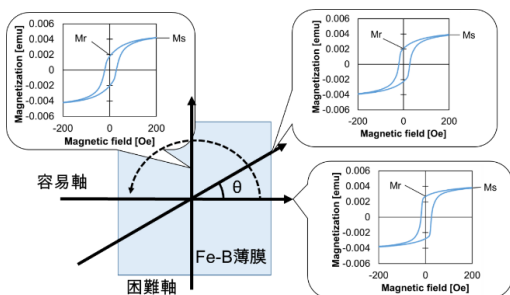 Magnetization [emu]
0.006
0.004
0.002
0
-0.002
-0.004
-0.006
Mr
Ms
-200
0
200
Magnetic field [Oe]
Magnetization [emu]
0.006
0.004
0.002
0
-0.002
-0.004
-0.006
Mr
Ms
-200
0
200
Magnetic field [Oe]
容易軸
θ
Fe-B薄膜
困難軸
Magnetization [emu]
0.006
0.004
0.002
0
-0.002
-0.004
-0.006
Mr
Ms
-200
0
200
Magnetic field [Oe]